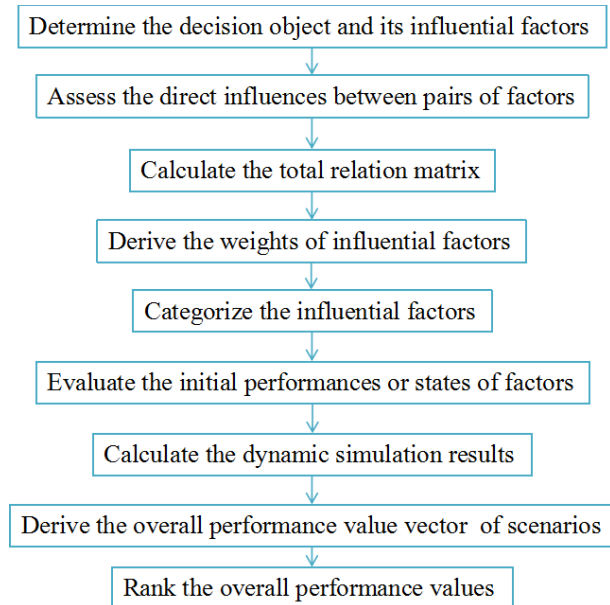 Determine the decision object and its influential factors
Assess the direct influences between pairs of factors
Calculate the total relation matrix
Derive the weights of influential factors
Categorize the influential factors
Evaluate the initial performances or states of factors
Calculate the dynamic simulation results
Derive the overall performance value vector of scenarios
Rank the overall performance values